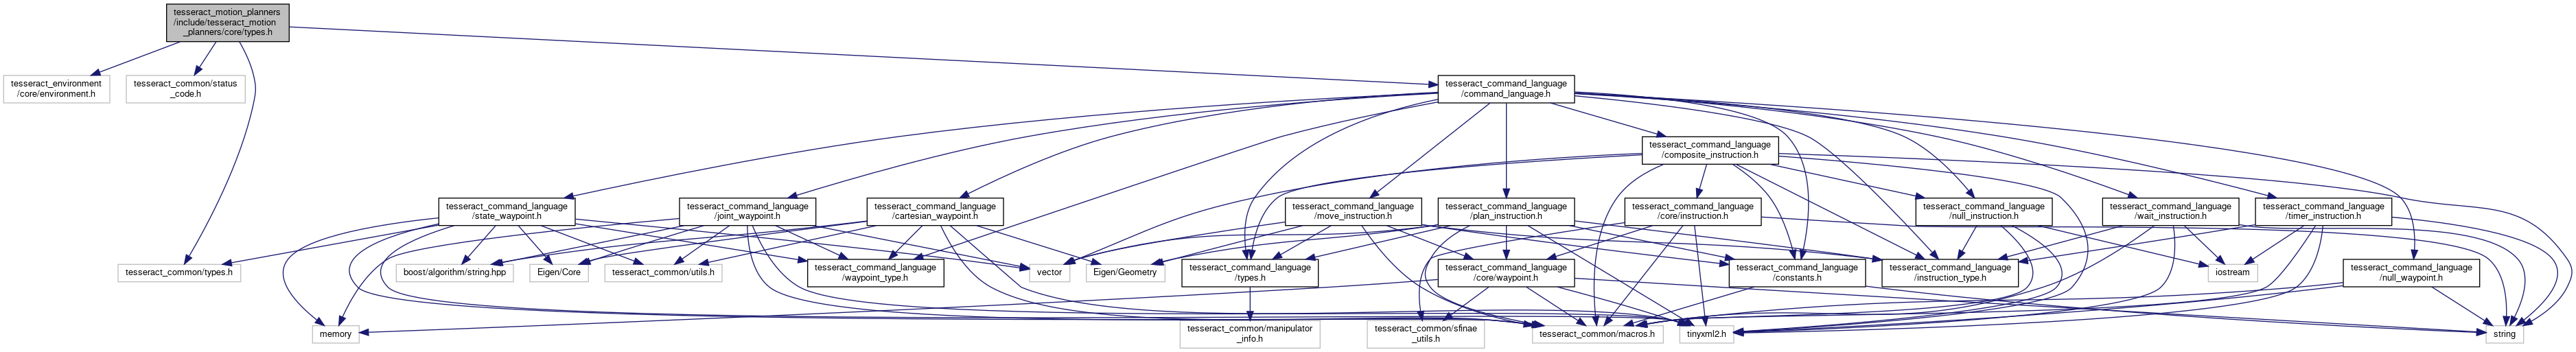 tesseract_motion_planners
/include/tesseract_motion
_planners/core/types.h
tesseract_environment
/core/environment.h
tesseract_common/status
_code.h
tesseract_command_language
/command_language.h
tesseract_command_language
/composite_instruction.h
tesseract_command_language
/state_waypoint.h
tesseract_command_language
/joint_waypoint.h
tesseract_command_language
/cartesian_waypoint.h
tesseract_command_language
/move_instruction.h
tesseract_command_language
/plan_instruction.h
tesseract_command_language
/core/instruction.h
tesseract_command_language
/null_instruction.h
tesseract_command_language
/wait_instruction.h
tesseract_command_language
/timer_instruction.h
tesseract_common/types.h
boost/algorithm/string.hpp
Eigen/Core
tesseract_common/utils.h
tesseract_command_language
/waypoint_type.h
vector
Eigen/Geometry
tesseract_command_language
/types.h
tesseract_command_language
/core/waypoint.h
tesseract_command_language
/constants.h
tesseract_command_language
/instruction_type.h
iostream
tesseract_command_language
/null_waypoint.h
memory
tesseract_common/manipulator
_info.h
tesseract_common/sfinae
_utils.h
tesseract_common/macros.h
tinyxml2.h
string